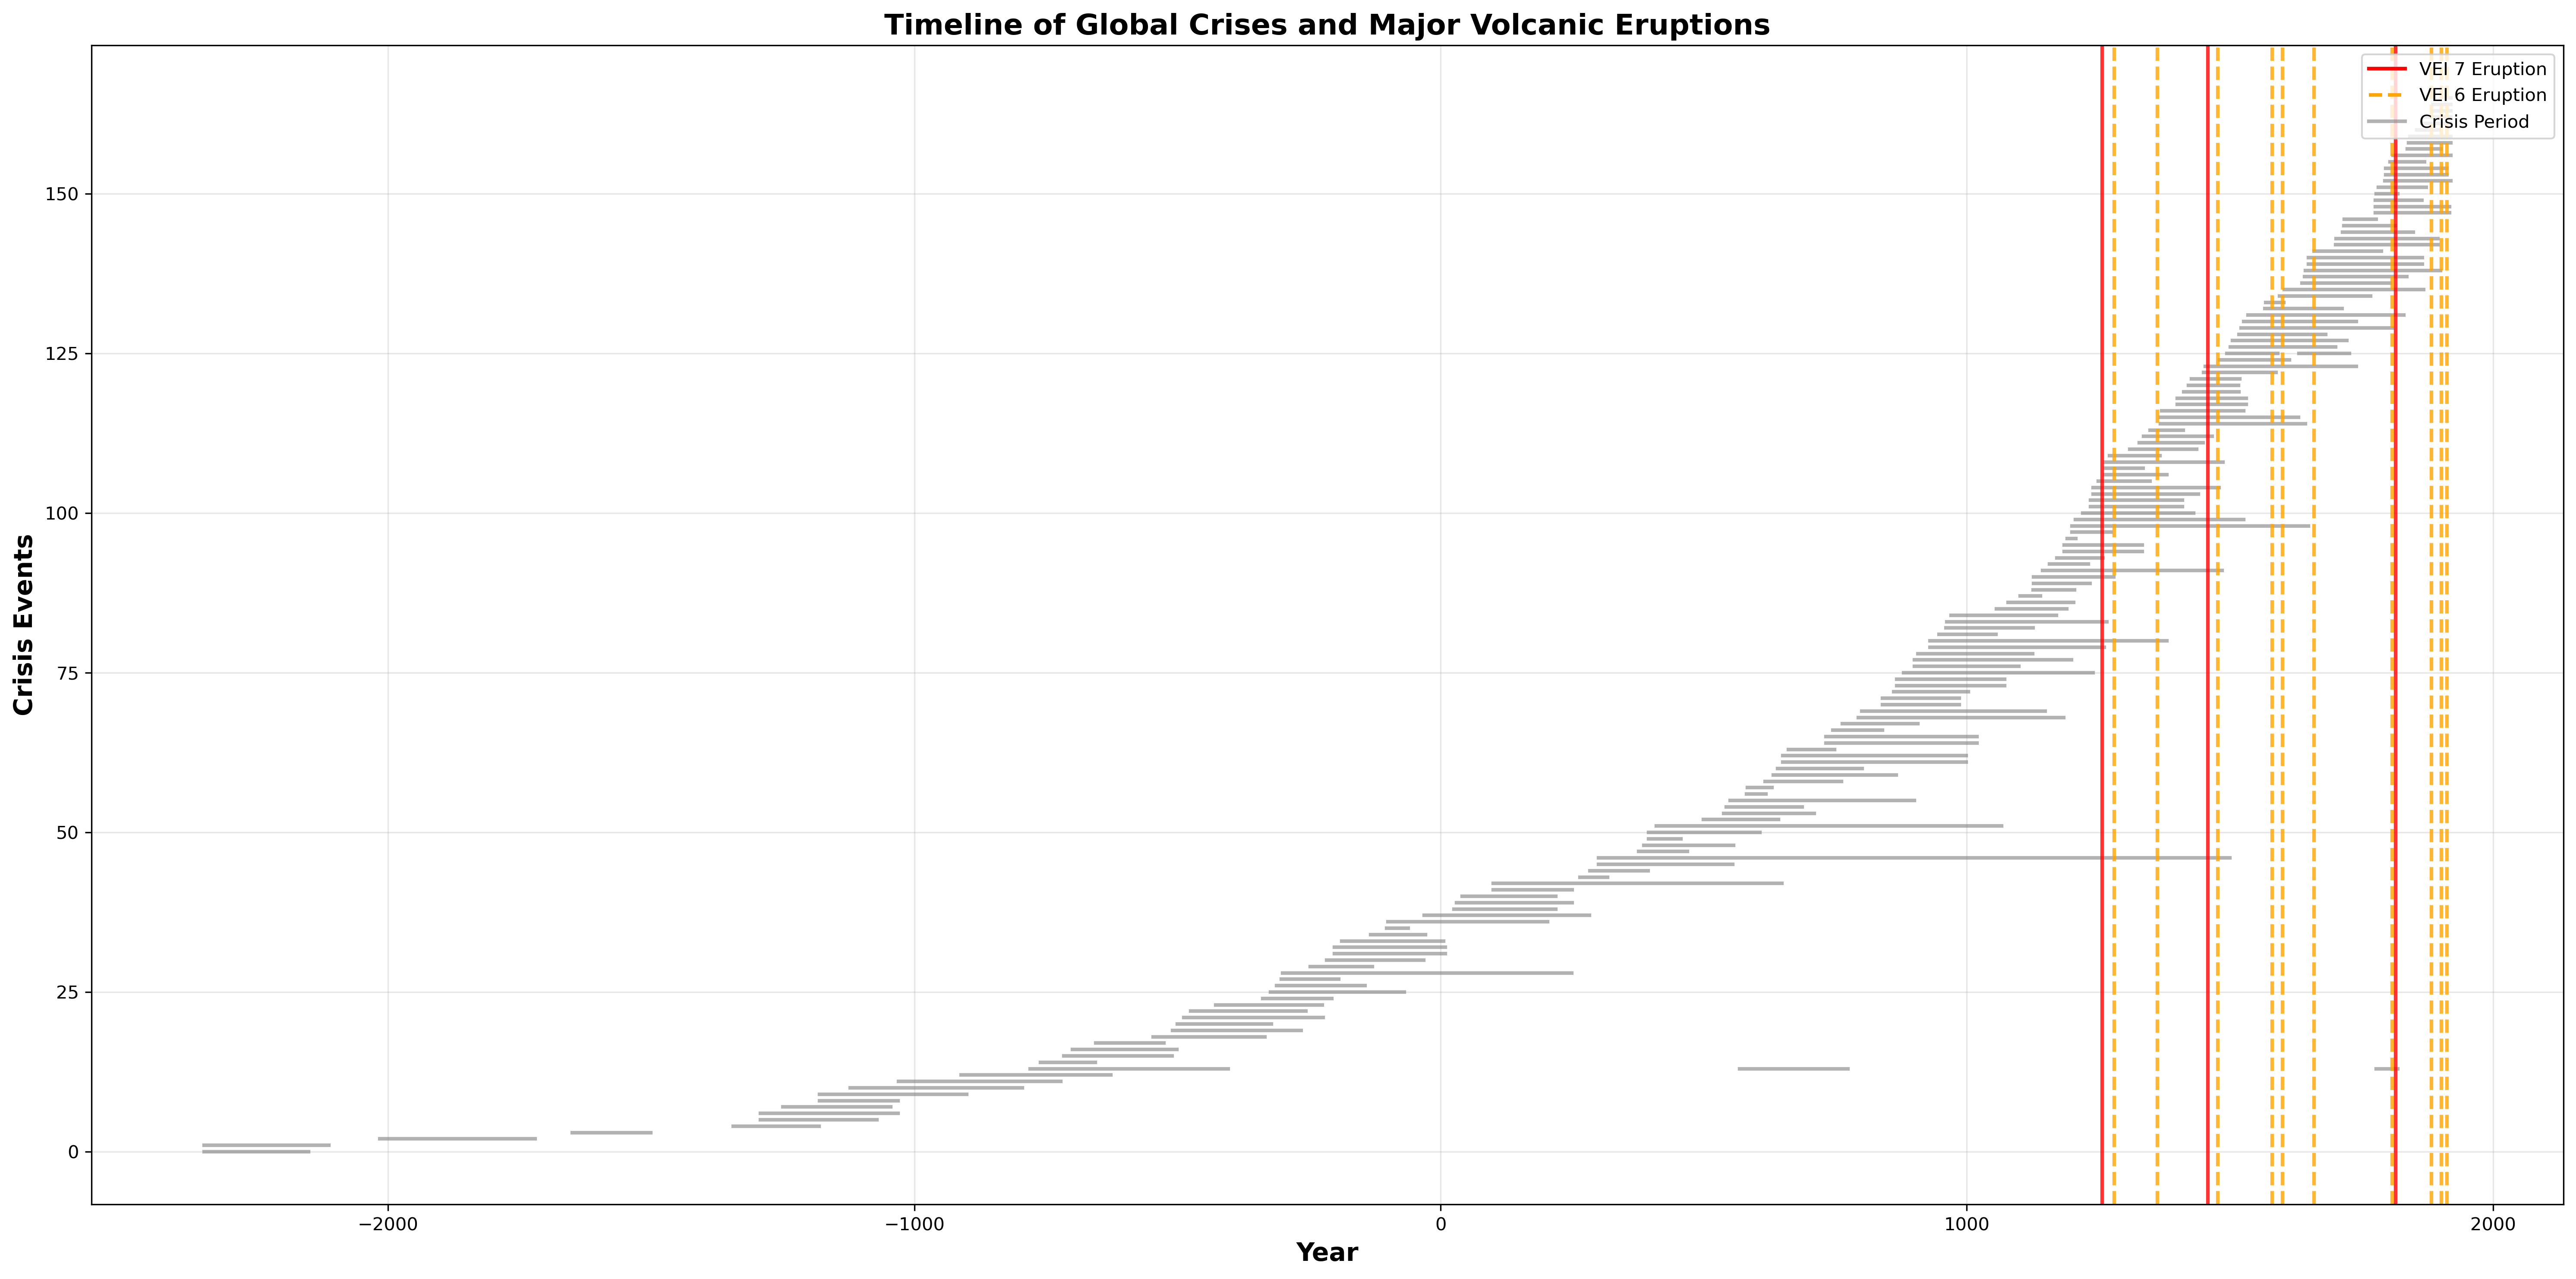 Timeline of Global Crises and Major Volcanic Eruptions
VEI 7 Eruption
VEI 6 Eruption
Crisis Period
Crisis Events
150
125
100
75
50
25
0
−2000
−1000
0
1000
2000
Year